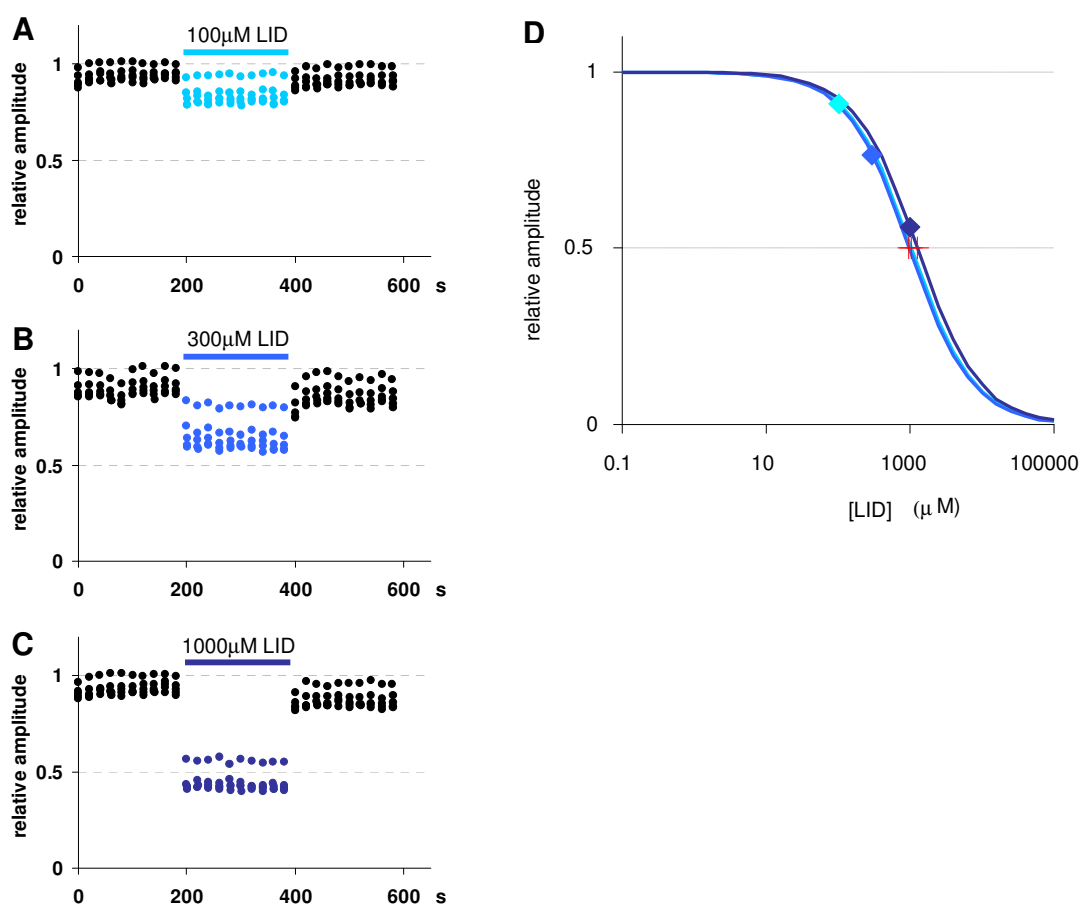 A
100μM LID
1
0.5
0
relative amplitude
0 200 400 600 s
B
300μM LID
1
0.5
0
relative amplitude
0 200 400 600 s
C
1000μM LID
1
0.5
0
relative amplitude
0 200 400 600 s
D
1
0.5
0
relative amplitude
0.1 10 1000 100000
[LID] (μ M)